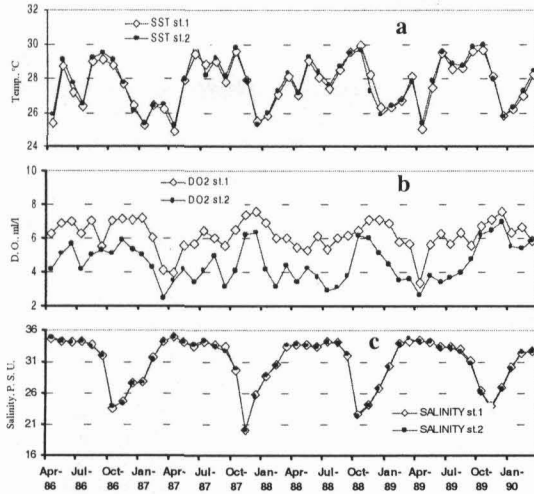 SST st.1
SST st.2
a
Temp., °C
32
30
28
26
24
DO2 st.1
DO2 st.2
b
D. O., ml/l
10
8
6
4
2
c
Salinity, P. S. U.
36
31
26
21
16
SALINITY st.1
SALINITY st.2
Apr-86 Jul-86 Oct-86 Jan-87 Apr-87 Jul-87 Oct-87 Jan-88 Apr-88 Jul-88 Oct-88 Jan-89 Apr-89 Jul-89 Oct-89 Jan-90